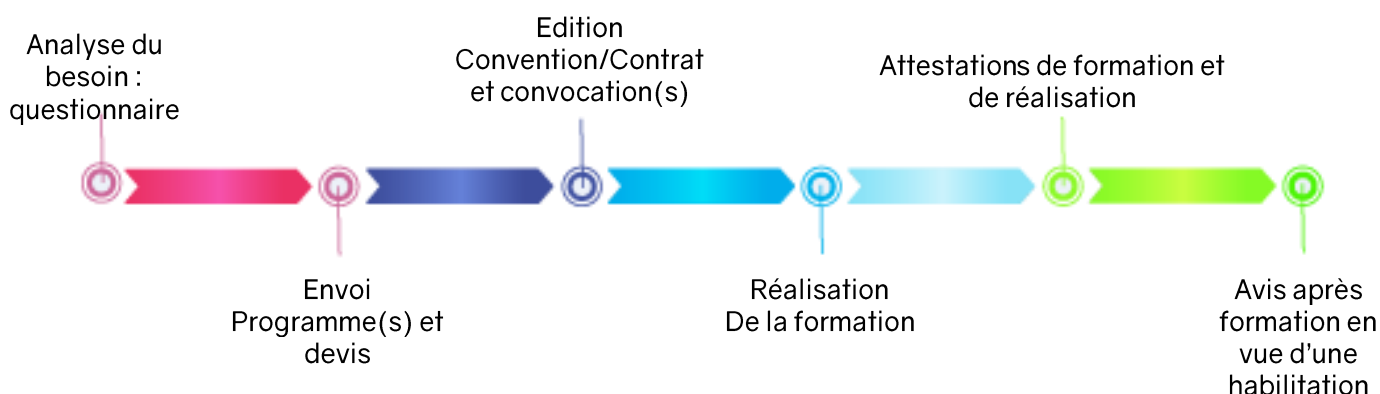 Analyse du
besoin :
questionnaire
Envoi
Programme(s) et
devis
Edition
Convention/Contrat
et convocation(s)
Réalisation
De la formation
Attestations de formation et
de réalisation
Avis après
formation en
vue d'une
habilitation